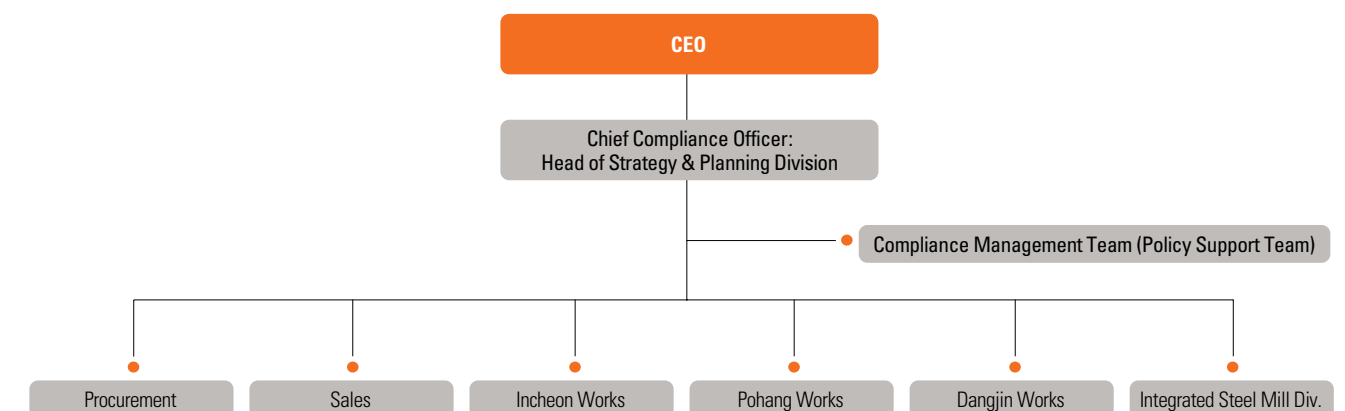 CEO
Chief Compliance Officer:
Head of Strategy & Planning Division
Compliance Management Team (Policy Support Team)
Procurement
Sales
Incheon Works
Pohang Works
Dangjin Works
Integrated Steel Mill Div.